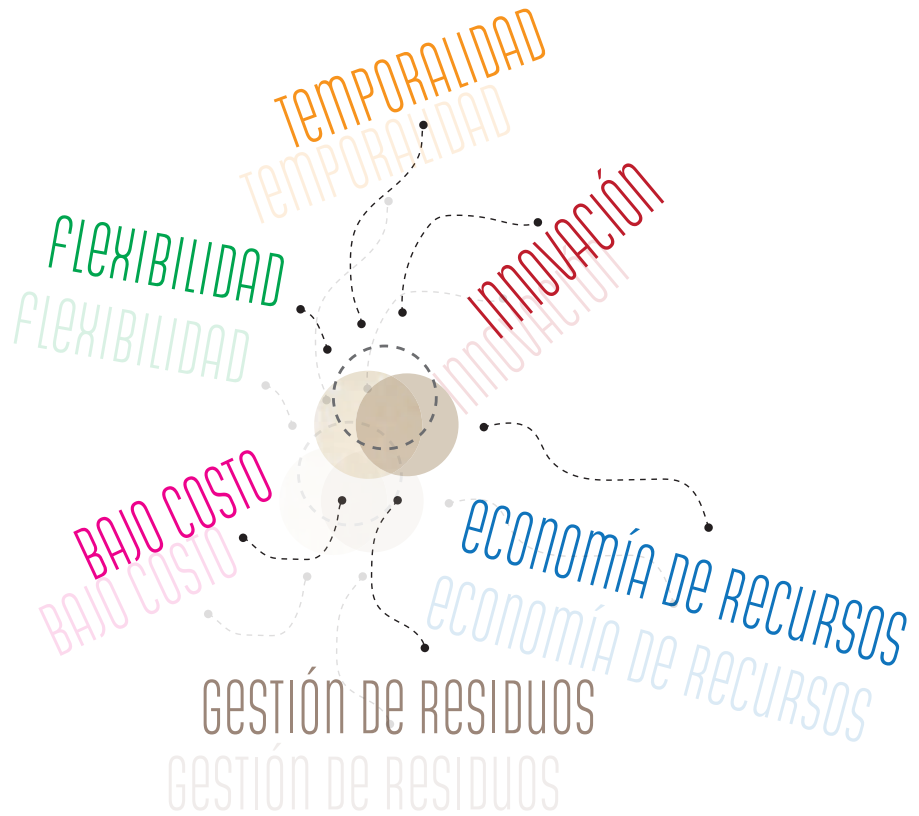 TEMPORALIDAD
TEMPORALIDAD
INNOVACIÓN
INNOVACIÓN
FLEXIBILIDAD
FLEXIBILIDAD
BAJO COSTO
BAJO COSTO
ECONOMÍA DE RECURSOS
ECONOMÍA DE RECURSOS
GESTIÓN DE RESIDUOS
GESTIÓN DE RESIDUOS